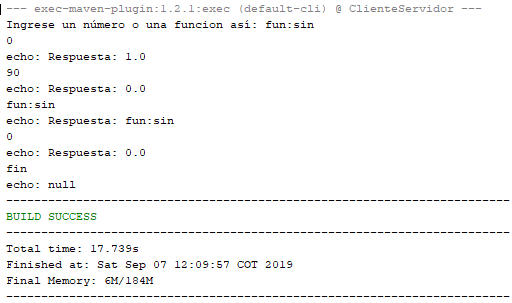 --- exec-maven-plugin:1.2.1:exec (default-cli) @ ClienteServidor ---
Ingrese un número o una funcion así: fun:sin
0
echo: Respuesta: 1.0
90
echo: Respuesta: 0.0
fun:sin
echo: Respuesta: fun:sin
0
echo: Respuesta: 0.0
fin
echo: null
------------------------------------------------------------------------
BUILD SUCCESS
------------------------------------------------------------------------
Total time: 17.739s
Finished at: Sat Sep 07 12:09:57 COT 2019
Final Memory: 6M/184M
------------------------------------------------------------------------